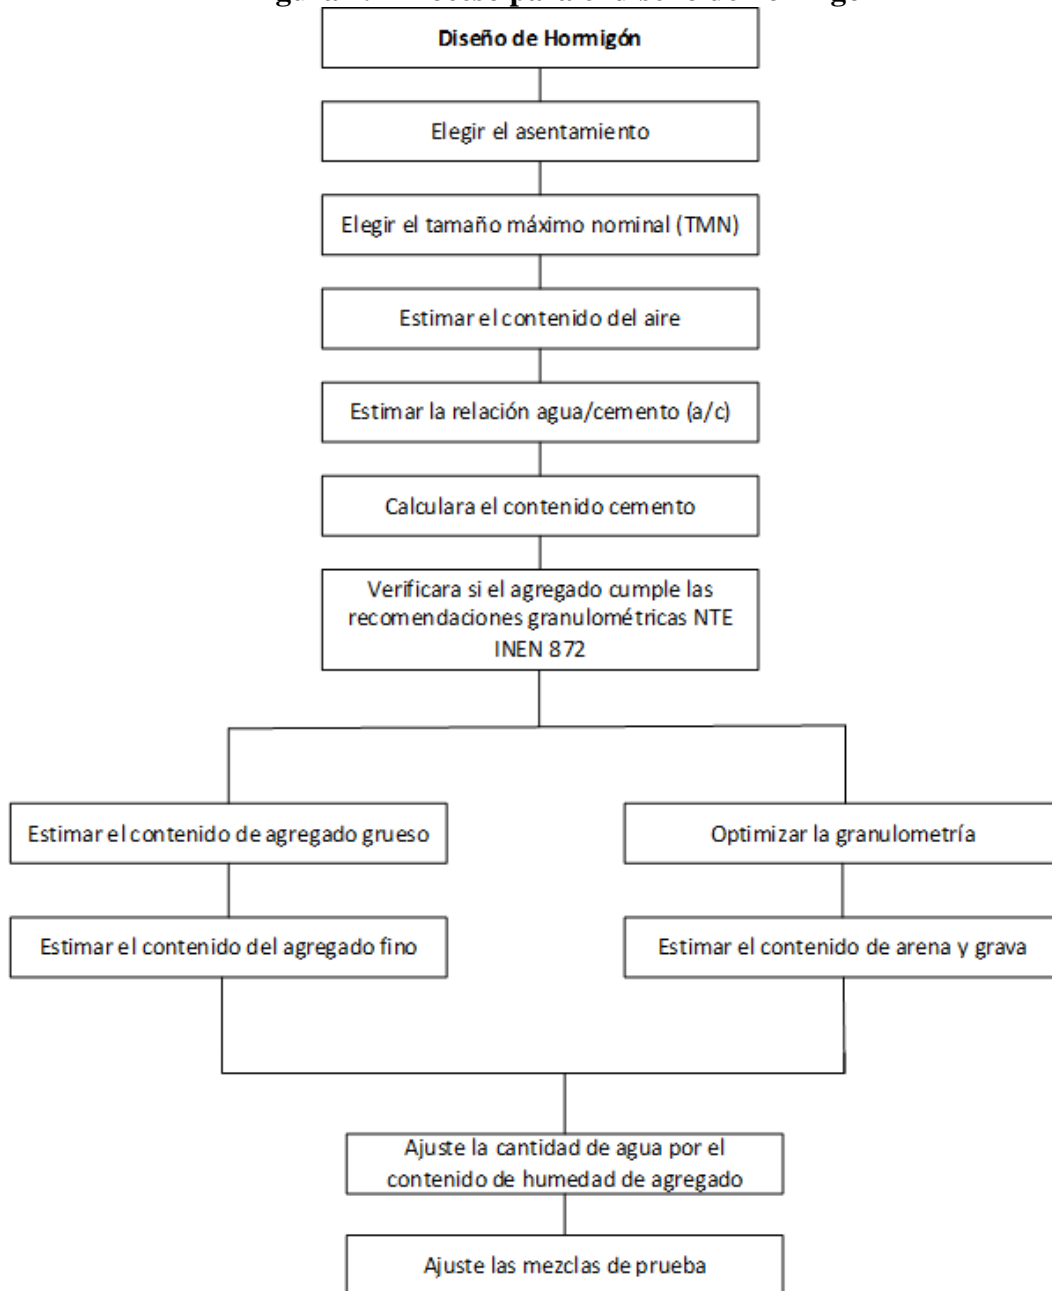 Diseño de Hormigón
Elegir el asentamiento
Elegir el tamaño máximo nominal (TMN)
Estimar el contenido del aire
Estimar la relación agua/cemento (a/c)
Calculara el contenido cemento
Verificara si el agregado cumple las
recomendaciones granulométricas NTE
INEN 872
Estimar el contenido de agregado grueso
Optimizar la granulometría
Estimar el contenido del agregado fino
Estimar el contenido de arena y grava
Ajuste la cantidad de agua por el
contenido de humedad de agregado
Ajuste las mezclas de prueba